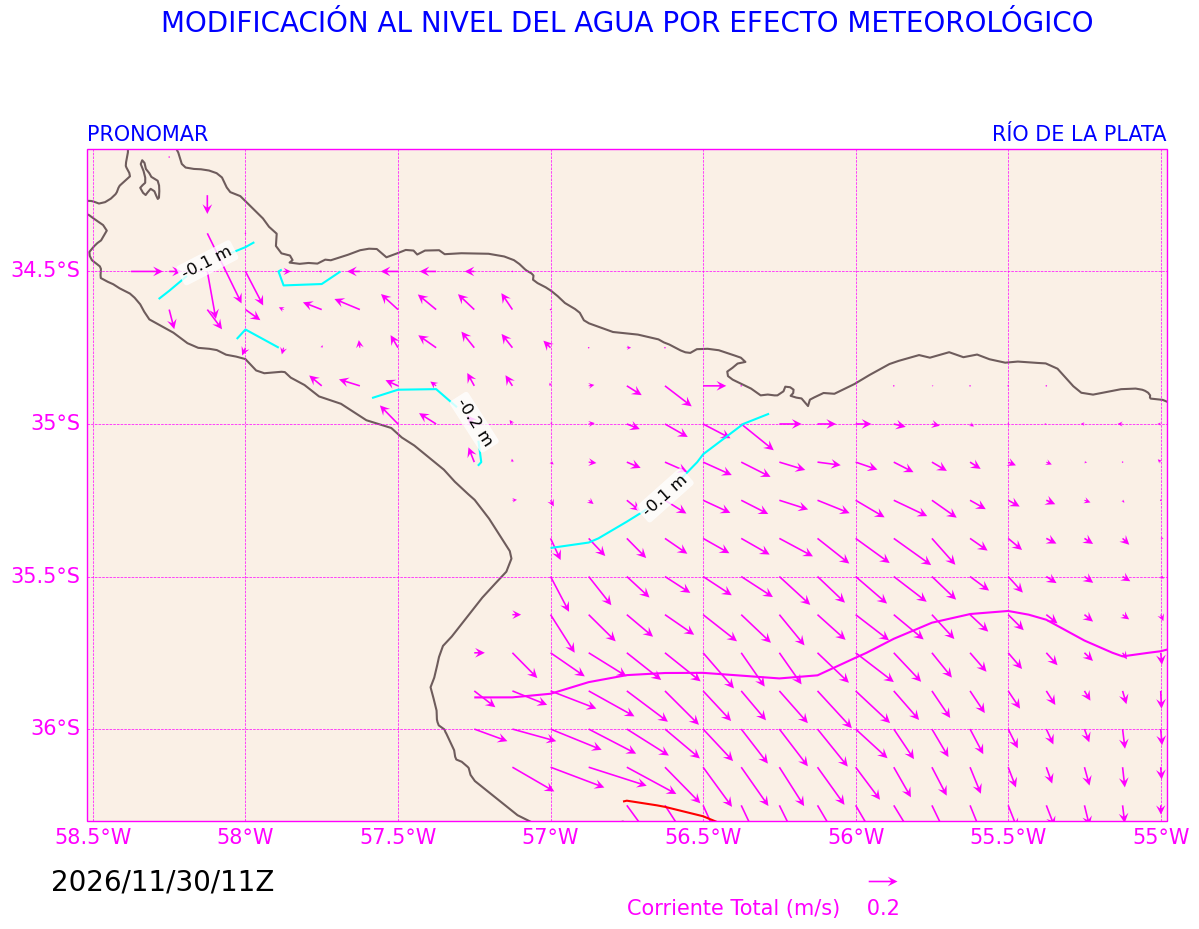 MODIFICACIÓN AL NIVEL DEL AGUA POR EFECTO METEOROLÓGICO
PRONOMAR
RÍO DE LA PLATA
-0.1 m
34.5°S
-0.2 m
35°S
-0.1 m
35.5°S
36°S
58.5°W 58°W 57.5°W 57°W 56.5°W 56°W 55.5°W 55°W
2026/11/30/11Z
Corriente Total (m/s) 0.2